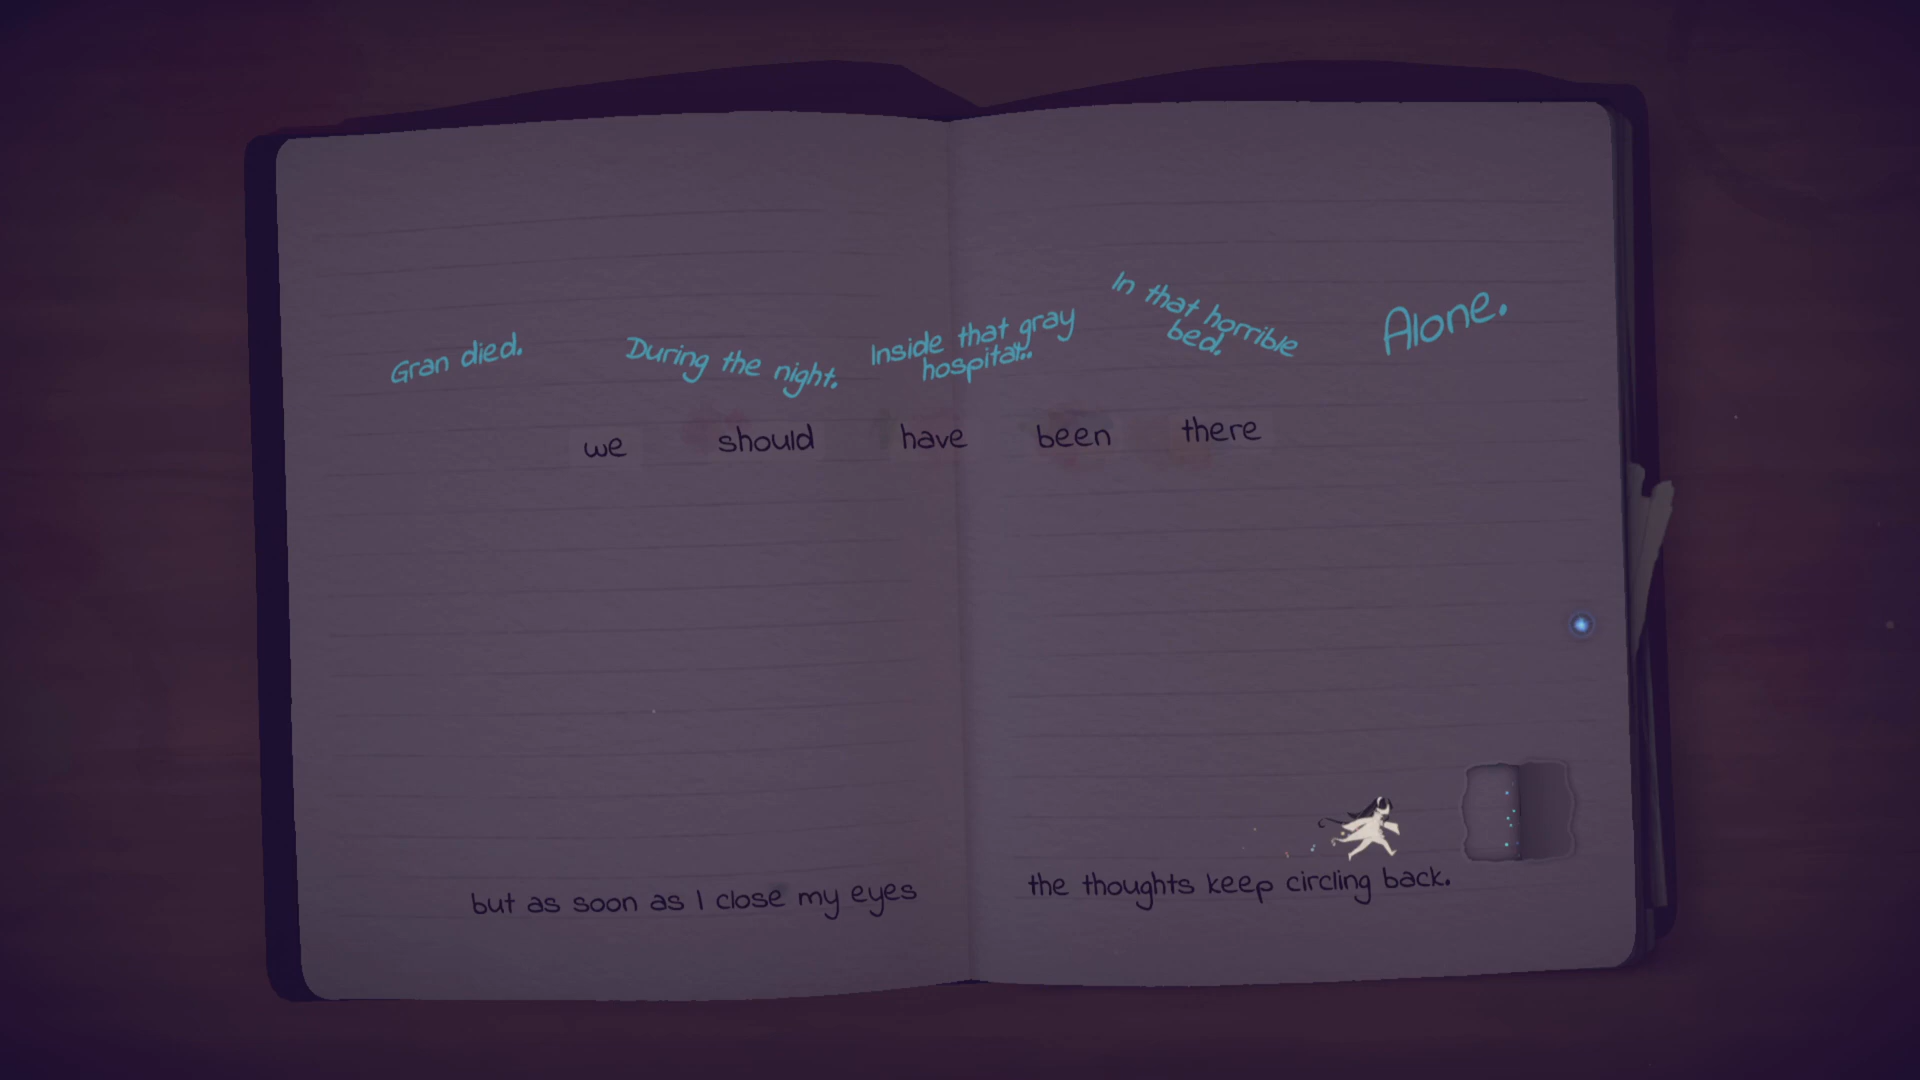 Gran died.
During the night.
Inside that gray
hospital..
In that horrible
bed.
Alone.
we should have been there
but as soon as I close my eyes
the thoughts keep circling back.